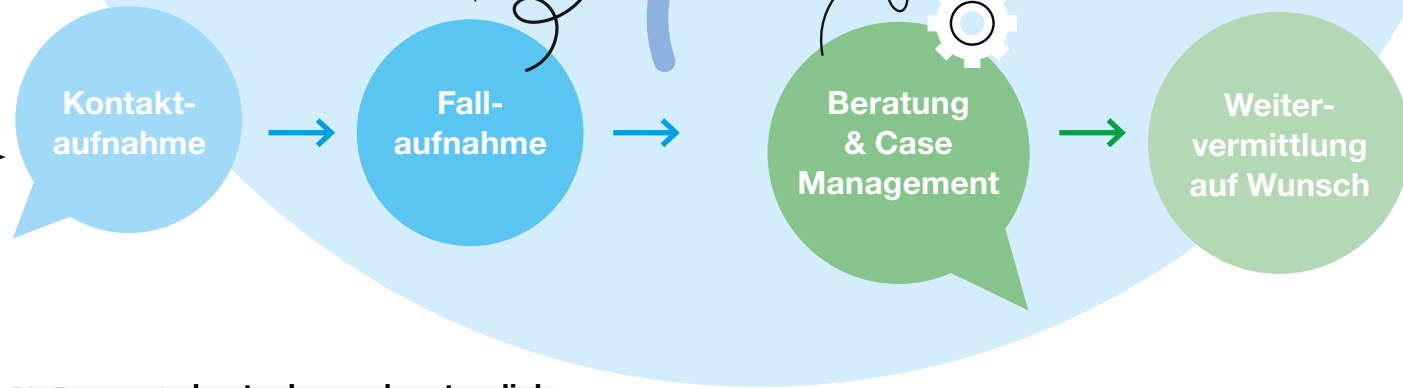 Kontakt-
aufnahme
Fall-
aufnahme
Beratung
& Case
Management
Weiter-
vermittlung
auf Wunsch